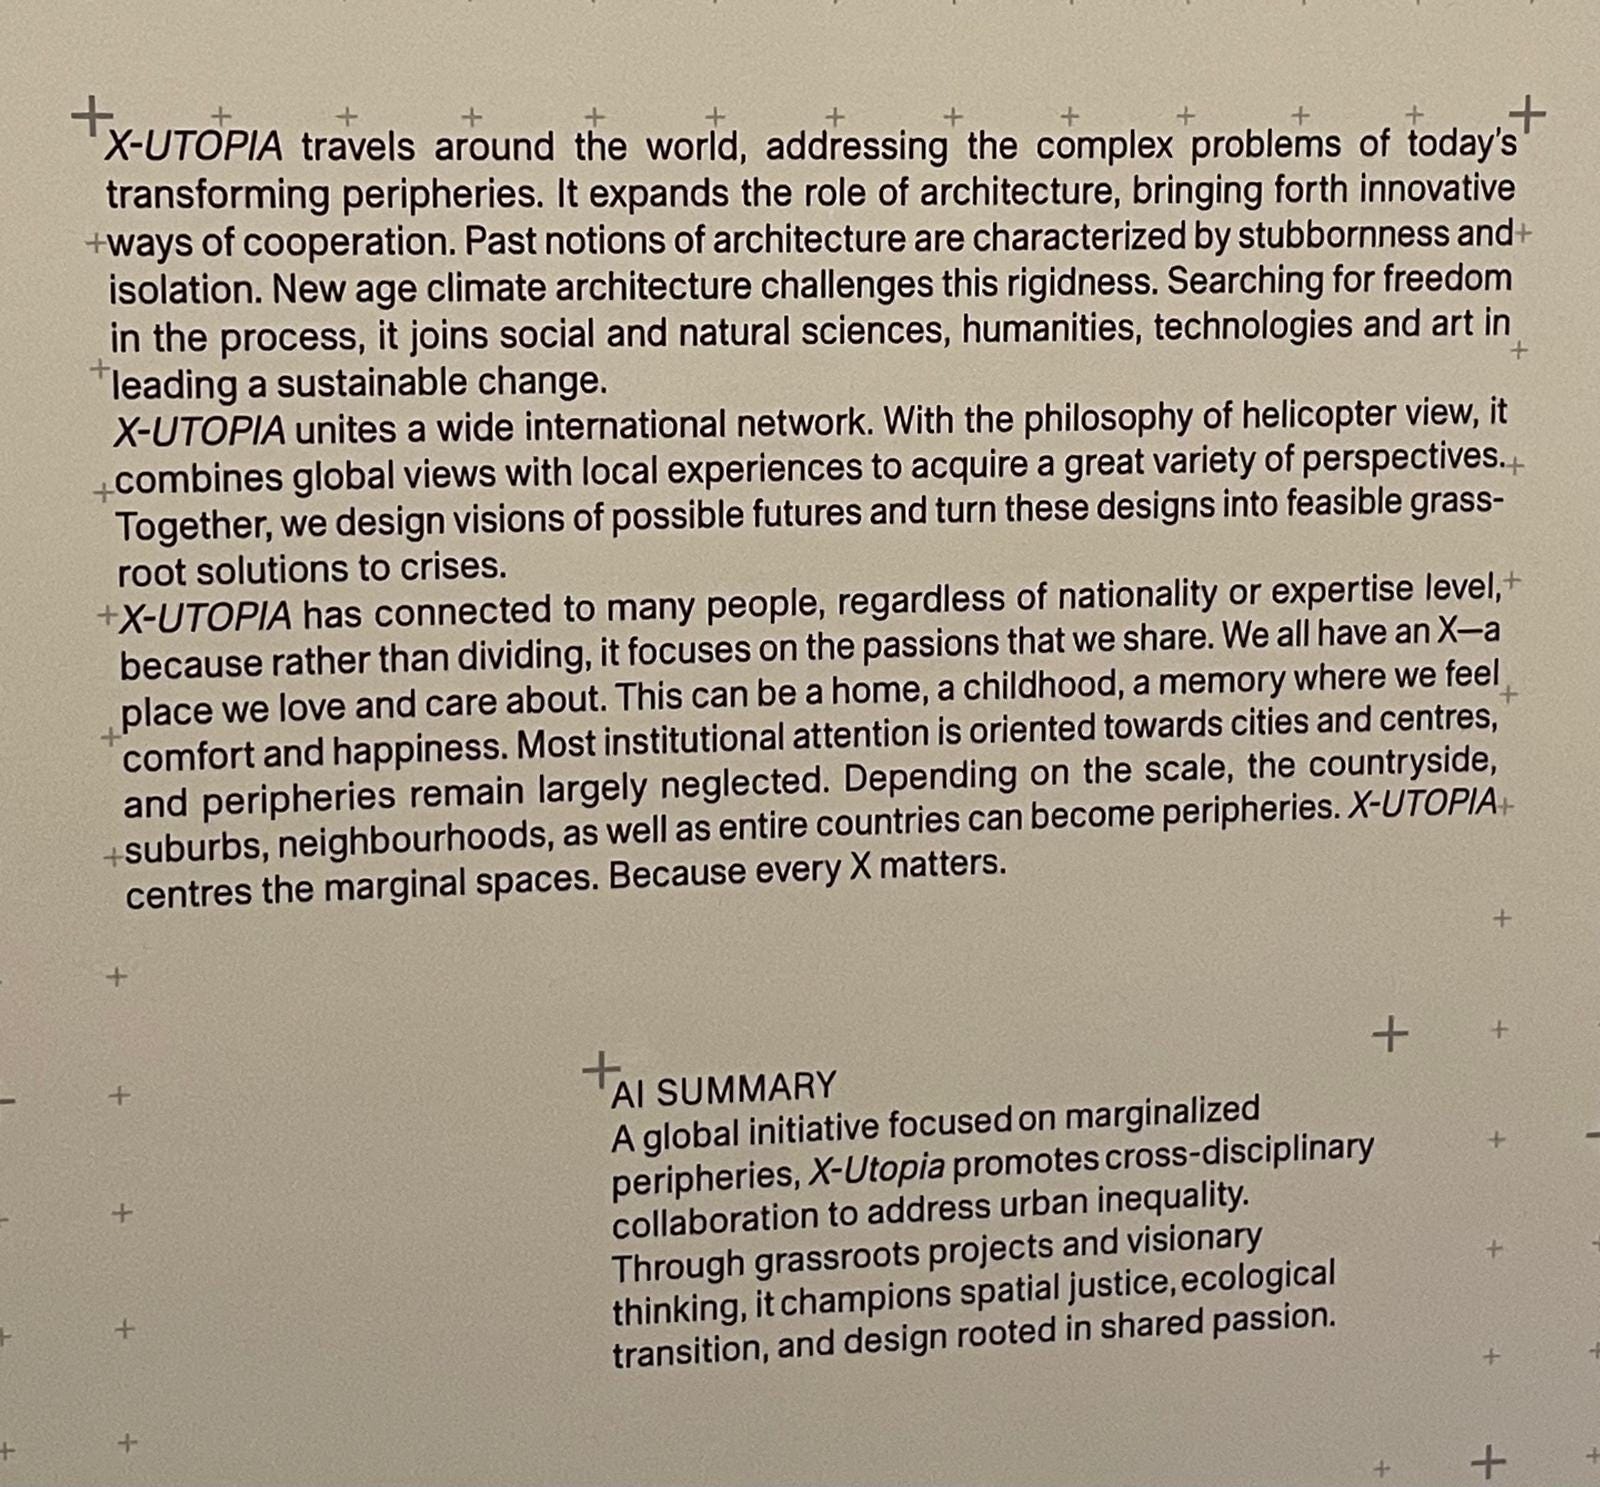 X-UTOPIA travels around the world, addressing the complex problems of today's
transforming peripheries. It expands the role of architecture, bringing forth innovative
ways of cooperation. Past notions of architecture are characterized by stubbornness and
isolation. New age climate architecture challenges this rigidness. Searching for freedom
in the process, it joins social and natural sciences, humanities, technologies and art in
leading a sustainable change.
X-UTOPIA unites a wide international network. With the philosophy of helicopter view, it
combines global views with local experiences to acquire a great variety of perspectives.
Together, we design visions of possible futures and turn these designs into feasible grass-
root solutions to crises.
X-UTOPIA has connected to many people, regardless of nationality or expertise level,
because rather than dividing, it focuses on the passions that we share. We all have an X—a
place we love and care about. This can be a home, a childhood, a memory where we feel
comfort and happiness. Most institutional attention is oriented towards cities and centres,
and peripheries remain largely neglected. Depending on the scale, the countryside,
suburbs, neighbourhoods, as well as entire countries can become peripheries. X-UTOPIA
centres the marginal spaces. Because every X matters.
AI SUMMARY
A global initiative focused on marginalized
peripheries, X-Utopia promotes cross-disciplinary
collaboration to address urban inequality.
Through grassroots projects and visionary
thinking, it champions spatial justice, ecological
transition, and design rooted in shared passion.